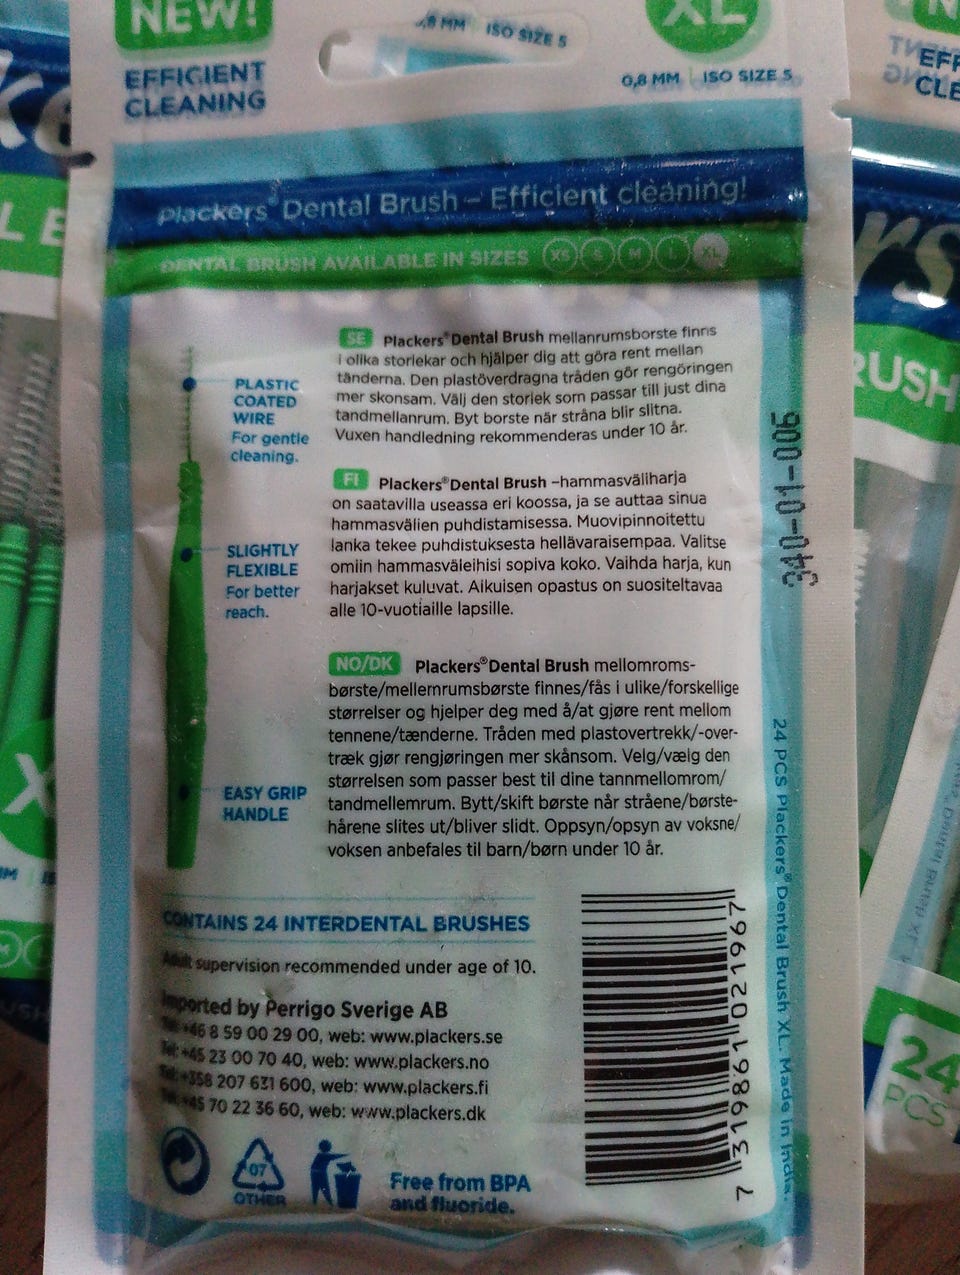 NEW!
EFFICIENT
CLEANING
,8 MM ISO SIZE 5
XL
0,8 MM | ISO SIZE 5
Plackers® Dental Brush – Efficient cleaning!
DENTAL BRUSH AVAILABLE IN SIZES XS S M L XL
PLASTIC
COATED
WIRE
For gentle
cleaning.
SLIGHTLY
FLEXIBLE
For better
reach.
EASY GRIP
HANDLE
SE Plackers® Dental Brush mellanrumsborste finns
i olika storlekar och hjälper dig att göra rent mellan
tänderna. Den plastöverdragna tråden gör rengöringen
mer skonsam. Välj den storlek som passar till just dina
tandmellanrum. Byt borste när stråna blir slitna.
Vuxen handledning rekommenderas under 10 år.
FI Plackers® Dental Brush –hammasväliharja
on saatavilla useassa eri koossa, ja se auttaa sinua
hammasvälien puhdistamisessa. Muovipinnoitettu
lanka tekee puhdistuksesta hellävaraisempaa. Valitse
omiin hammasväleihisi sopiva koko. Vaihda harja, kun
harjakset kuluvat. Aikuisen opastus on suositeltavaa
alle 10-vuotiaille lapsille.
NO/DK Plackers® Dental Brush mellomroms-
børste/mellemrumsbørste finnes/fås i ulike/forskellige
størrelser og hjelper deg med å/at gjøre rent mellom
tennene/tænderne. Tråden med plastovertrekk/-over-
træk gjør rengjøringen mer skånsom. Velg/vælg den
størrelsen som passer best til dine tannmellomrom/
tandmellemrum. Bytt/skift børste når stråene/børste-
hårene slites ut/bliver slidt. Oppsyn/opsyn av voksne/
voksen anbefales til barn/børn under 10 år.
CONTAINS 24 INTERDENTAL BRUSHES
Adult supervision recommended under age of 10.
Imported by Perrigo Sverige AB
Tel: +46 8 59 00 29 00, web: www.plackers.se
Tel: +45 23 00 70 40, web: www.plackers.no
Tel: +358 207 631 600, web: www.plackers.fi
Tel: +45 70 22 36 60, web: www.plackers.dk
07
OTHER
Free from BPA
and fluoride.
7 319861 021967
340-01-006
24 PCS Plackers® Dental Brush XL. Made in India.
RUSH
24
PCS